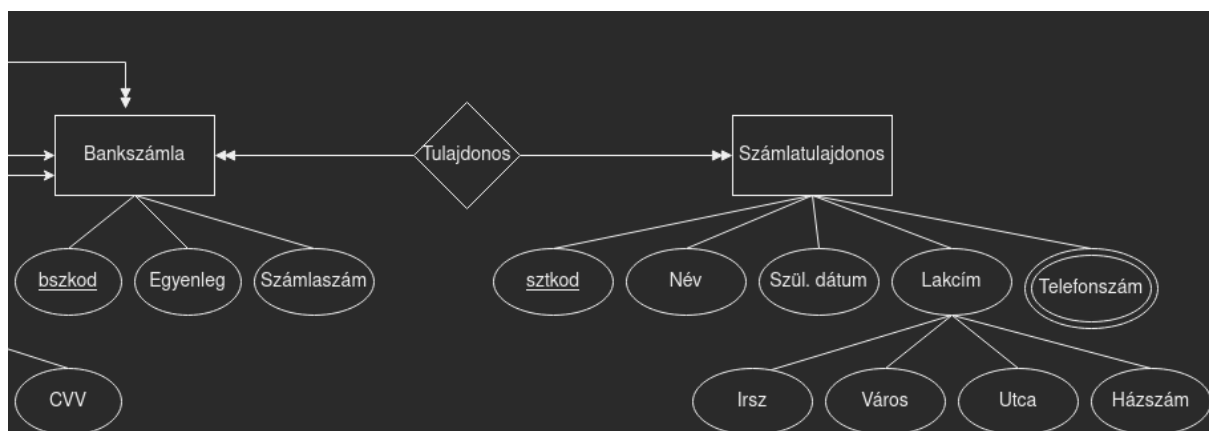 Bankszámla
Tulajdonos
Számlatulajdonos
bszkod
Egyenleg
Számlaszám
sztkod
Név
Szül. dátum
Lakcím
Telefonszám
CVV
Irsz
Város
Utca
Házszám